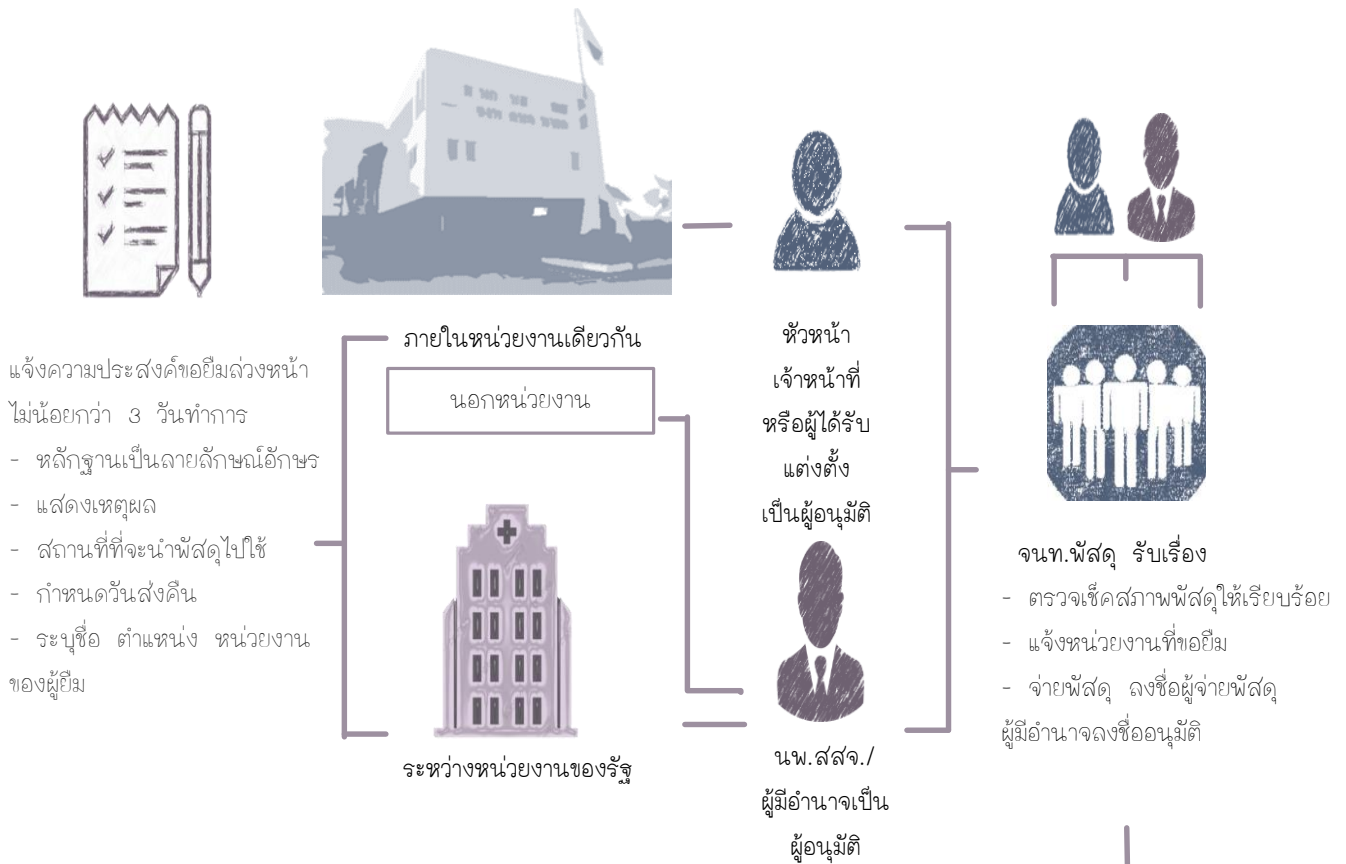 แจ้งความประสงค์ขอยืมล่วงหน้า
ไม่น้อยกว่า 3 วันทำการ
- หลักฐานเป็นลายลักษณ์อักษร
- แสดงเหตุผล
- สถานที่ที่จะนำพัสดุไปใช้
- กำหนดวันส่งคืน
- ระบุชื่อ ตำแหน่ง หน่วยงาน
ของผู้ยืม
ภายในหน่วยงานเดียวกัน
นอกหน่วยงาน
ระหว่างหน่วยงานของรัฐ
หัวหน้า
เจ้าหน้าที่
หรือผู้ได้รับ
แต่งตั้ง
เป็นผู้อนุมัติ
นพ.สสจ./
ผู้มีอำนาจเป็น
ผู้อนุมัติ
จนท.พัสดุ รับเรื่อง
- ตรวจเช็คสภาพพัสดุให้เรียบร้อย
- แจ้งหน่วยงานที่ขอยืม
- จ่ายพัสดุ ลงชื่อผู้จ่ายพัสดุ
ผู้มีอำนาจลงชื่ออนุมัติ